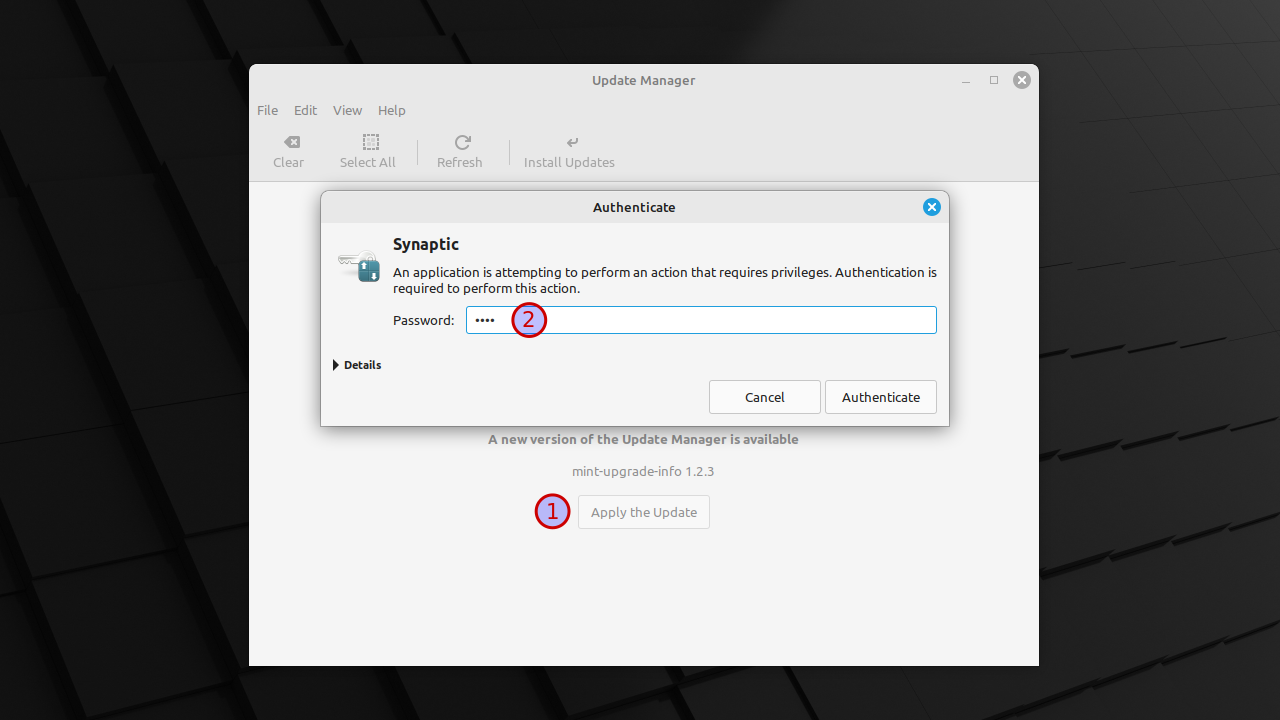 Update Manager
File Edit View Help
Clear Select All Refresh Install Updates
Authenticate
Synaptic
An application is attempting to perform an action that requires privileges. Authentication is
required to perform this action.
Password: •••• 2
Details
Cancel Authenticate
A new version of the Update Manager is available
mint-upgrade-info 1.2.3
1 Apply the Update